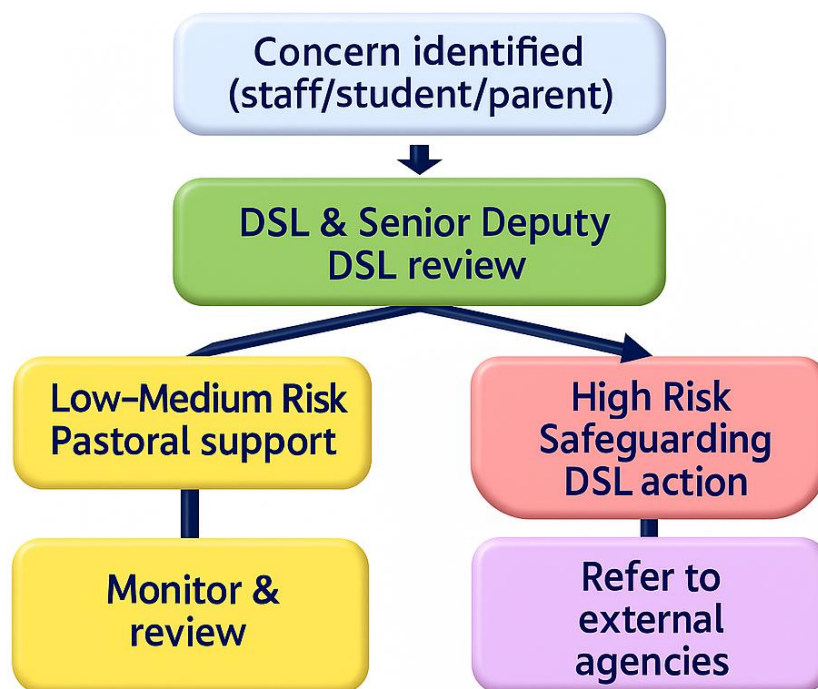 Concern identified
(staff/student/parent)
DSL & Senior Deputy
DSL review
Low–Medium Risk
Pastoral support
High Risk
Safeguarding
DSL action
Monitor &
review
Refer to
external
agencies